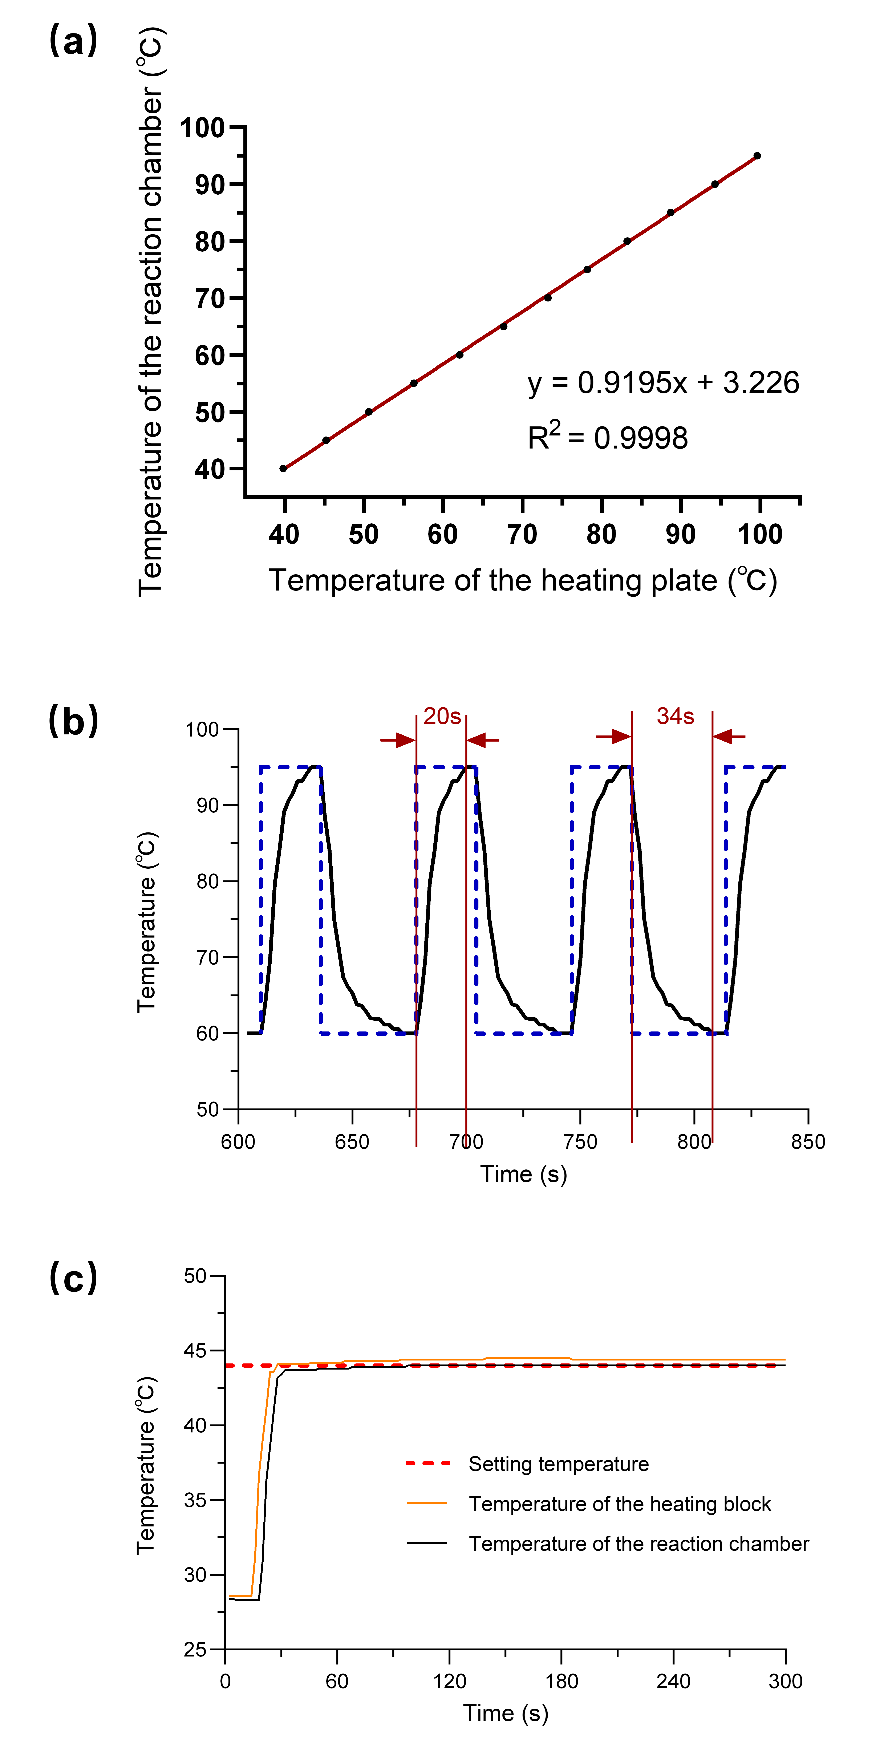 (a)
Temperature of the reaction chamber (℃)
100
90
80
70
60
50
40
y = 0.9195x + 3.226
R² = 0.9998
40 50 60 70 80 90 100
Temperature of the heating plate (℃)
(b)
20s 34s
Temperature (℃)
100
90
80
70
60
50
600 650 700 750 800 850
Time (s)
(c)
Temperature (℃)
50
45
40
35
30
25
Setting temperature
Temperature of the heating block
Temperature of the reaction chamber
0 60 120 180 240 300
Time (s)